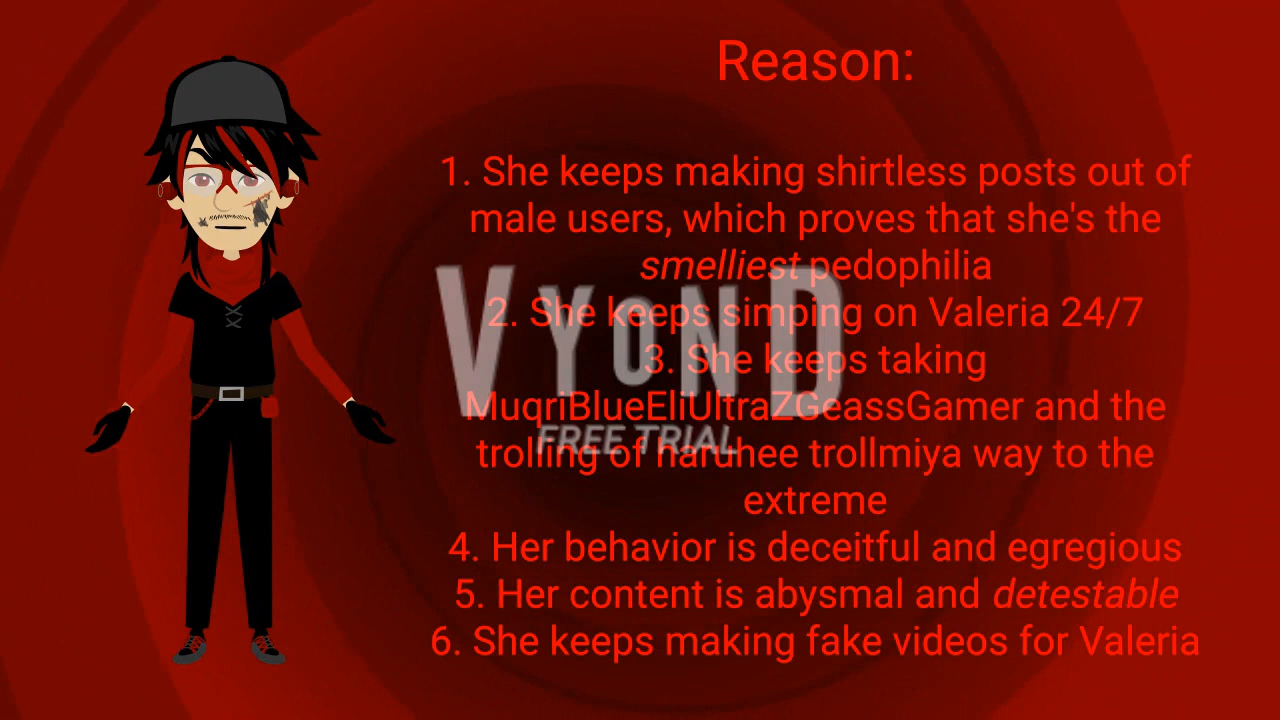 Reason:
1. She keeps making shirtless posts out of
male users, which proves that she's the
smelliest pedophilia
2. She keeps simping on Valeria 24/7
3. She keeps taking
MuqriBlueEliUltraZGeassGamer and the
trolling of haruhee trollmiya way to the
extreme
4. Her behavior is deceitful and egregious
5. Her content is abysmal and detestable
6. She keeps making fake videos for Valeria
VYOND
FREE TRIAL